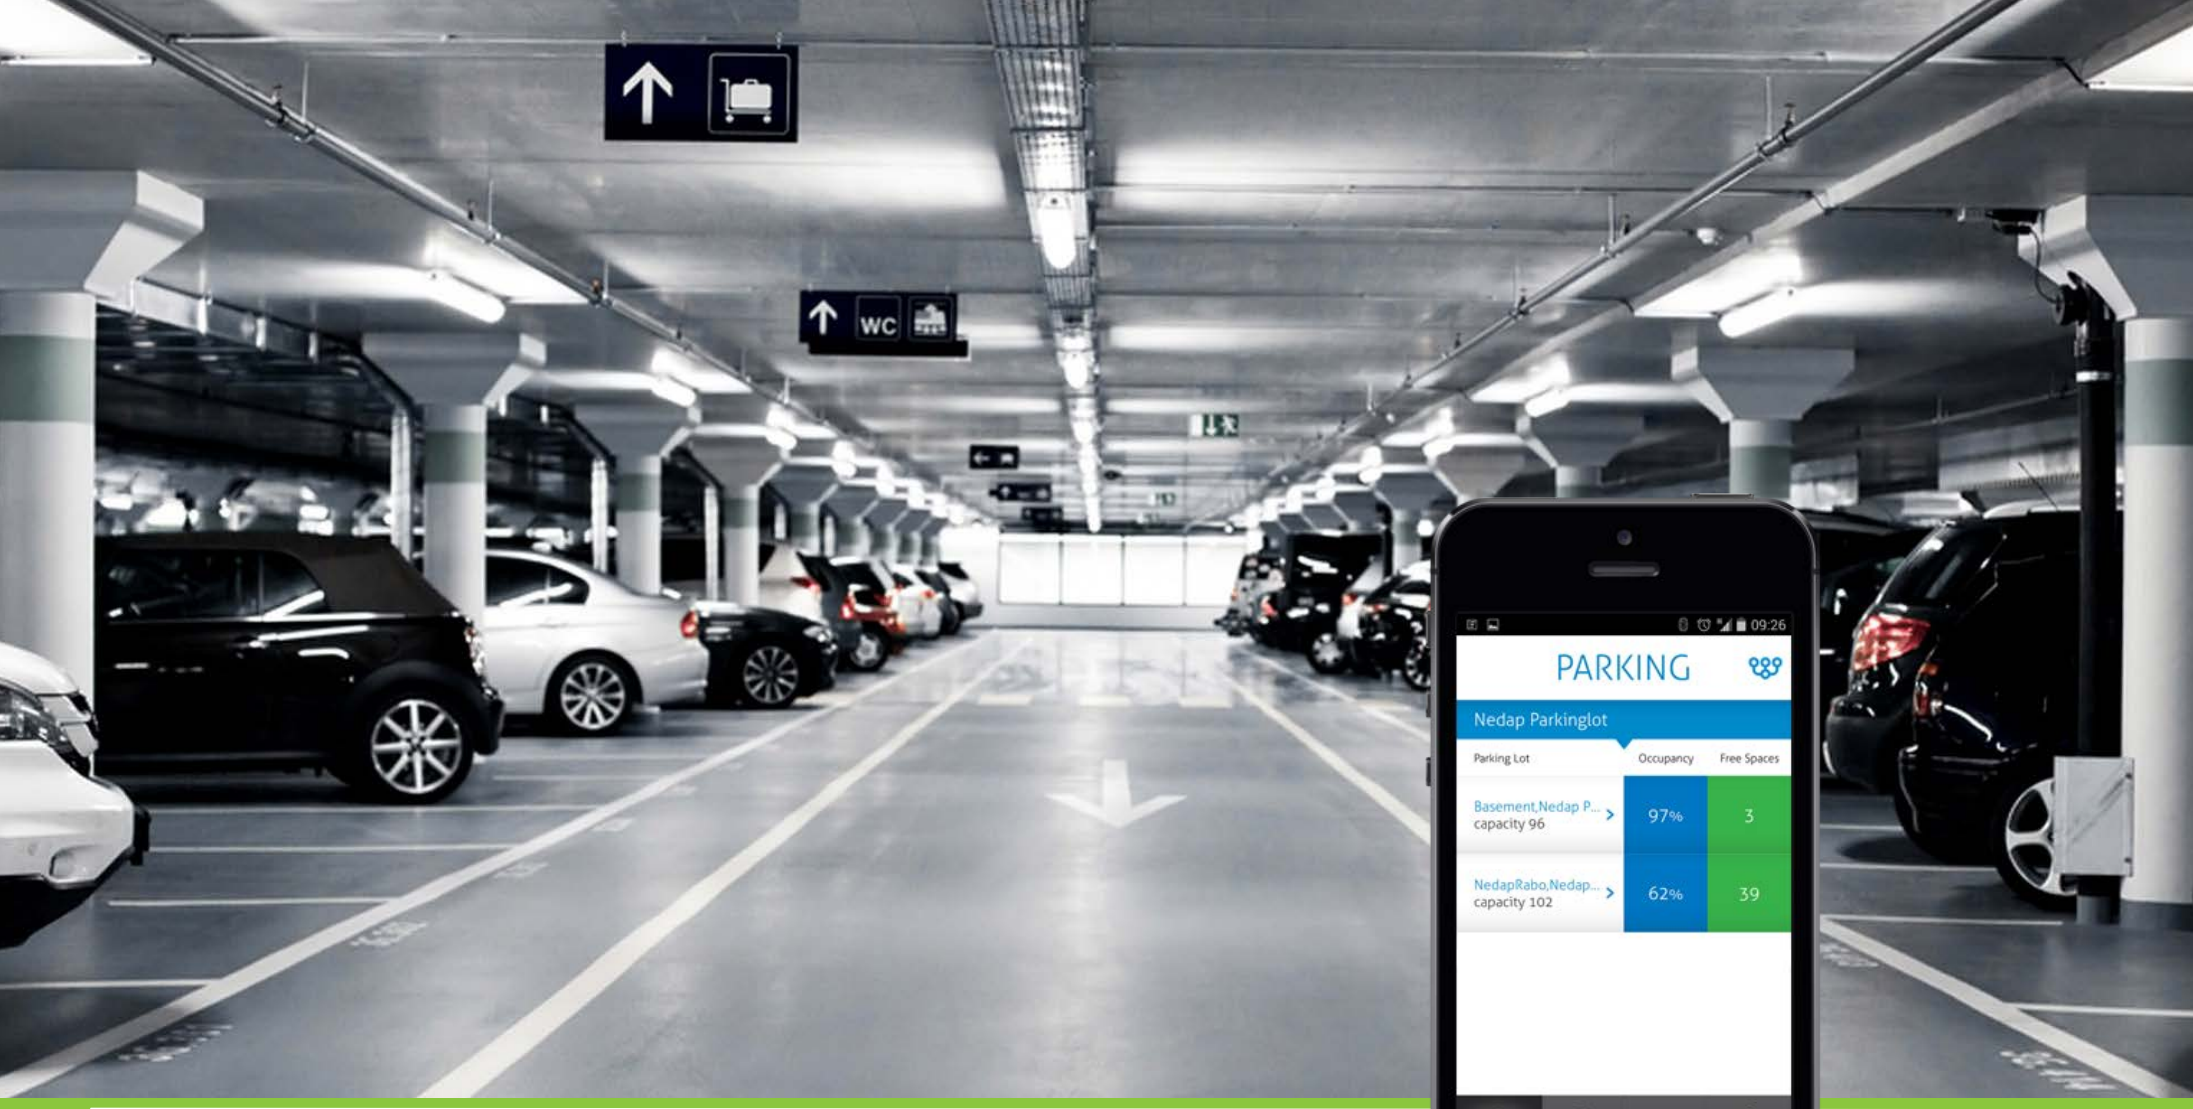 WC
09:26
PARKING
Nedap Parkinglot
Parking Lot Occupancy Free Spaces
Basement,Nedap P... 97% 3
capacity 96
NedapRabo,Nedap... 62% 39
capacity 102